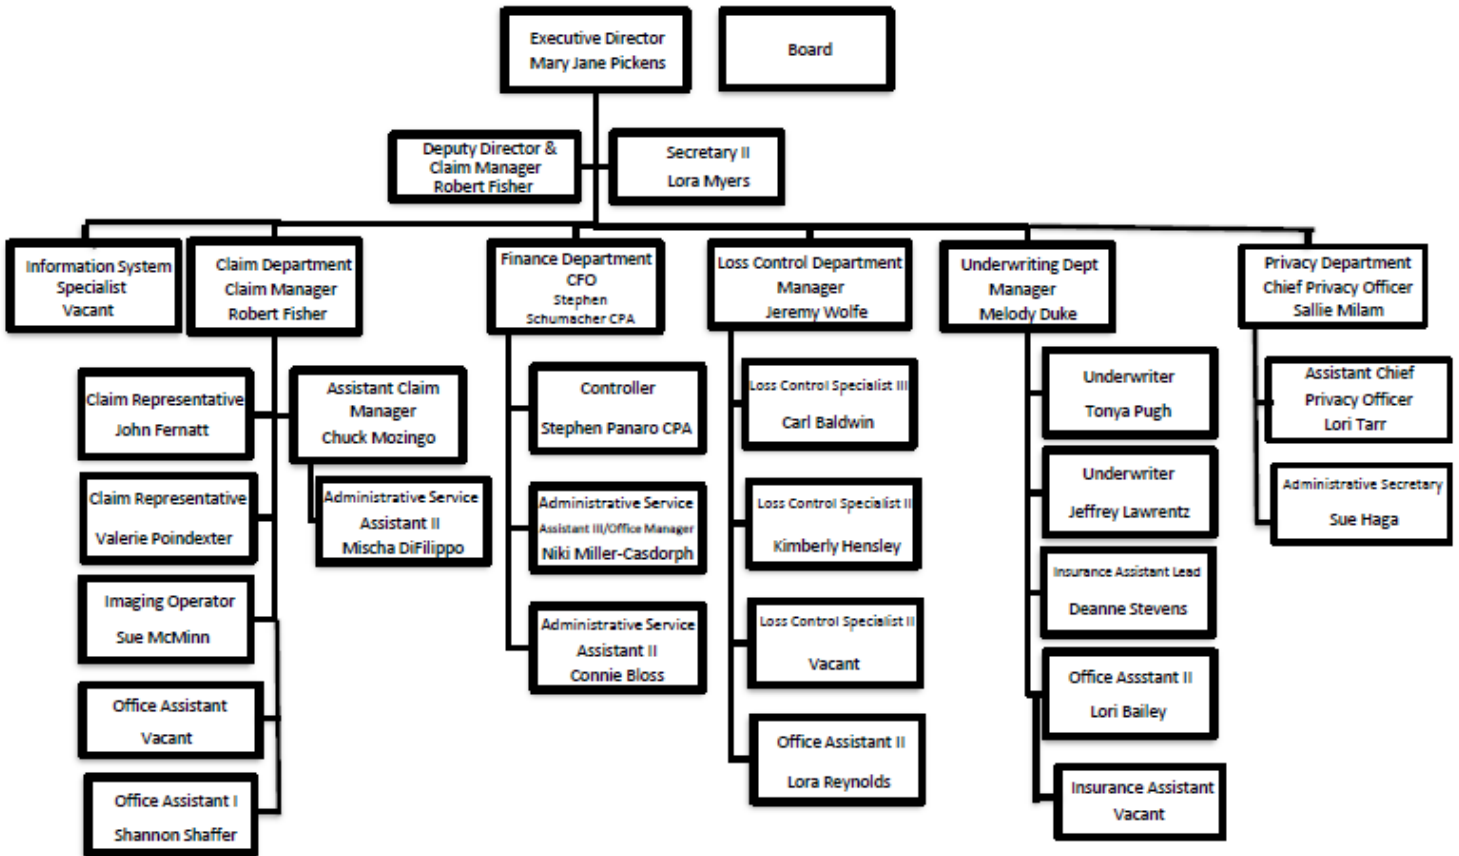 Executive Director
Mary Jane Pickens
Board
Deputy Director &
Claim Manager
Robert Fisher
Secretary II
Lora Myers
Information System
Specialist
Vacant
Claim Department
Claim Manager
Robert Fisher
Finance Department
CFO
Stephen
Schumacher CPA
Loss Control Department
Manager
Jeremy Wolfe
Underwriting Dept
Manager
Melody Duke
Privacy Department
Chief Privacy Officer
Sallie Milam
Claim Representative
John Fernatt
Assistant Claim
Manager
Chuck Mozingo
Claim Representative
Valerie Poindexter
Administrative Service
Assistant II
Mischa DiFilippo
Imaging Operator
Sue McMinn
Office Assistant
Vacant
Office Assistant I
Shannon Shaffer
Controller
Stephen Panaro CPA
Administrative Service
Assistant III/Office Manager
Niki Miller-Casdorph
Administrative Service
Assistant II
Connie Bloss
Loss Control Specialist III
Carl Baldwin
Loss Control Specialist II
Kimberly Hensley
Loss Control Specialist II
Vacant
Office Assistant II
Lora Reynolds
Underwriter
Tonya Pugh
Underwriter
Jeffrey Lawrentz
Insurance Assistant Lead
Deanne Stevens
Office Assstant II
Lori Bailey
Insurance Assistant
Vacant
Assistant Chief
Privacy Officer
Lori Tarr
Administrative Secretary
Sue Haga